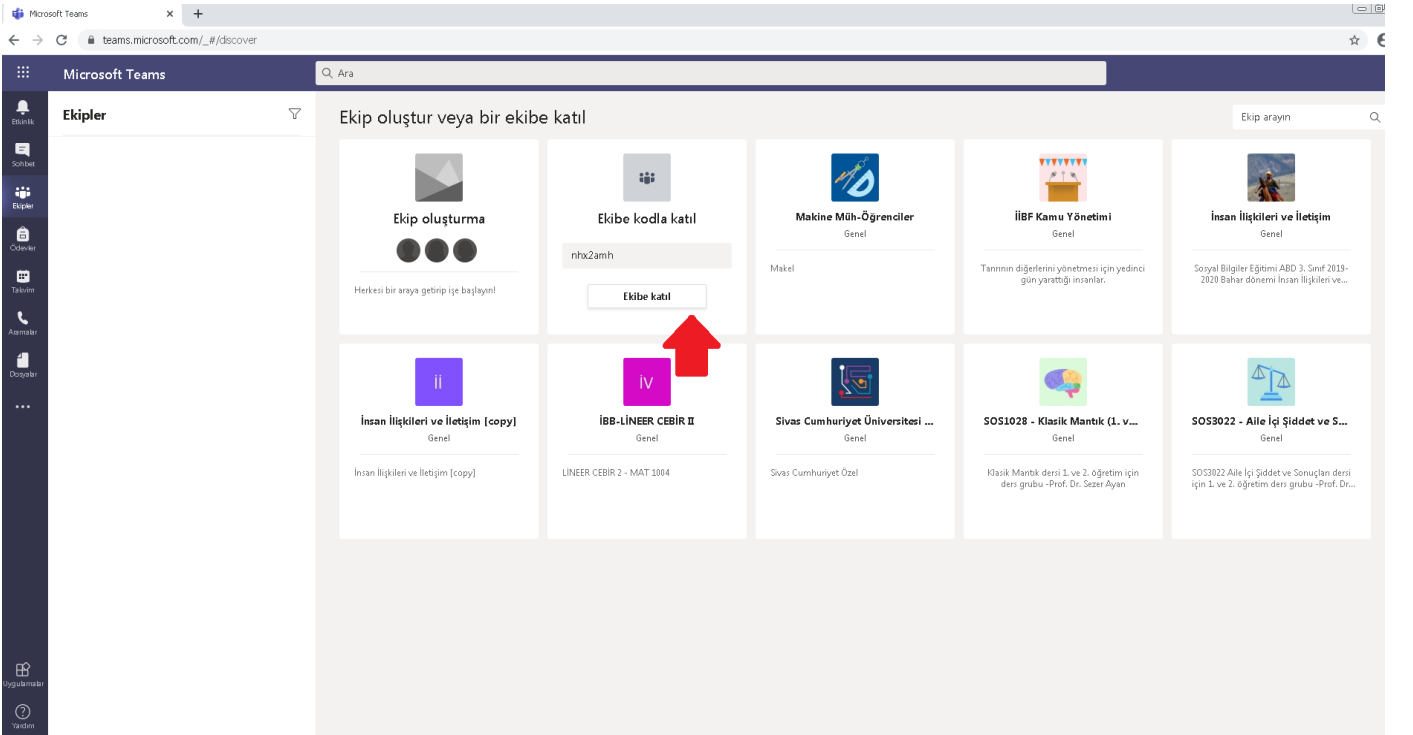 Microsoft Teams
teams.microsoft.com/_#/discover
Microsoft Teams
Ara
Etkinlik
Sohbet
Ekipler
Ödevler
Takvim
Aramalar
Dosyalar
Uygulamalar
Yardım
Ekipler
Ekip oluştur veya bir ekibe katıl
Ekip arayın
Ekip oluşturma
Herkesi bir araya getirip işe başlayın!
Ekibe kodla katıl
nhx2amh
Ekibe katıl
Makine Müh-Öğrenciler
Genel
Makel
İİBF Kamu Yönetimi
Genel
Tanrının diğerlerini yönetmesi için yedinci
gün yarattığı insanlar.
İnsan İlişkileri ve İletişim
Genel
Sosyal Bilgiler Eğitimi ABD 3. Sınıf 2019-
2020 Bahar dönemi İnsan İlişkileri ve...
ii
İnsan İlişkileri ve İletişim [copy]
Genel
İnsan İlişkileri ve İletişim [copy]
iv
İBB-LİNEER CEBİR II
Genel
LİNEER CEBİR 2 - MAT 1004
Sivas Cumhuriyet Üniversitesi ...
Genel
Sivas Cumhuriyet Özel
SOS1028 - Klasik Mantık (1. v...
Genel
Klasik Mantık dersi 1. ve 2. öğretim için
ders grubu -Prof. Dr. Sezer Ayan
SOS3022 - Aile İçi Şiddet ve S...
Genel
SOS3022 Aile İçi Şiddet ve Sonuçları dersi
için 1. ve 2. öğretim ders grubu -Prof. Dr...